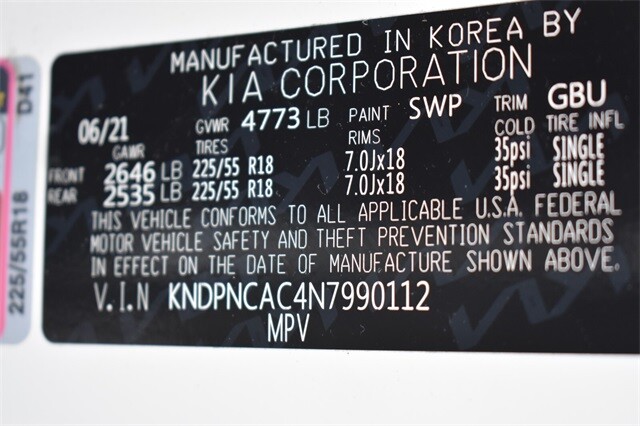 MANUFACTURED IN KOREA BY
KIA CORPORATION
06/21 GVWR 4773 LB PAINT SWP TRIM GBU
GAWR TIRES RIMS COLD TIRE INFL
FRONT 2646 LB 225/55 R18 7.0Jx18 35psi SINGLE
REAR 2535 LB 225/55 R18 7.0Jx18 35psi SINGLE
THIS VEHICLE CONFORMS TO ALL APPLICABLE U.S.A. FEDERAL
MOTOR VEHICLE SAFETY AND THEFT PREVENTION STANDARDS
IN EFFECT ON THE DATE OF MANUFACTURE SHOWN ABOVE.
V.I.N KNDPNCAC4N7990112
MPV
225/55R18 D41